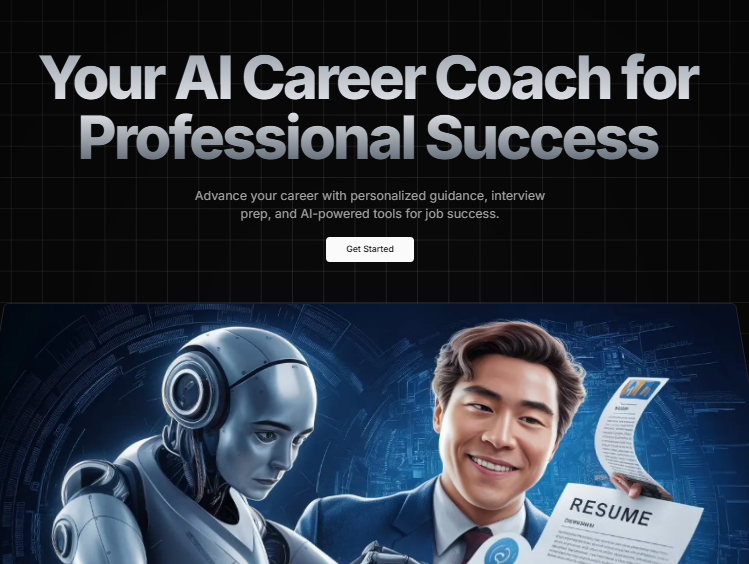 Your AI Career Coach for
Professional Success
Advance your career with personalized guidance, interview
prep, and AI-powered tools for job success.
Get Started
RESUME